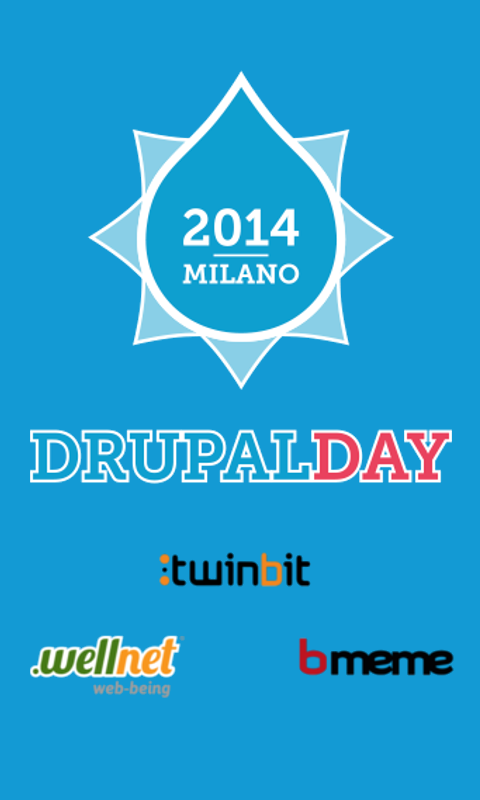 2014
MILANO
DRUPALDAY
:twinbit
.wellnet
web-being
bmeme